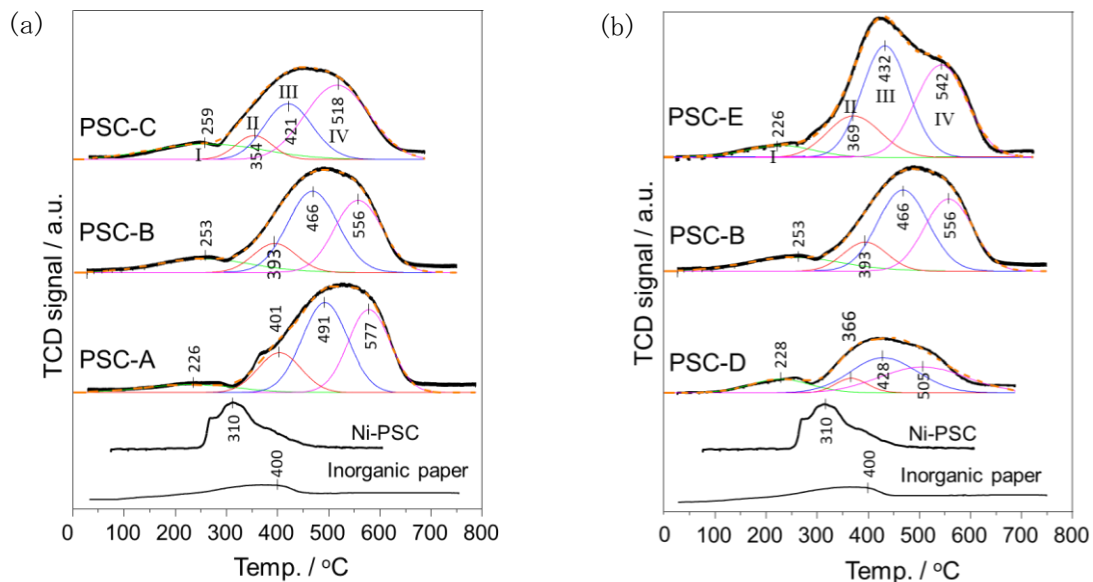 (a)
PSC-C
259
I
II
354
III
421
518
IV
PSC-B
253
393
466
556
PSC-A
226
401
491
577
310
Ni-PSC
Inorganic paper
400
TCD signal / a.u.
0 100 200 300 400 500 600 700 800
Temp. / °C
(b)
PSC-E
226
I
II
369
432
III
542
IV
PSC-B
253
393
466
556
PSC-D
228
366
428
505
310
Ni-PSC
Inorganic paper
400
TCD signal / a.u.
0 100 200 300 400 500 600 700 800
Temp. / °C